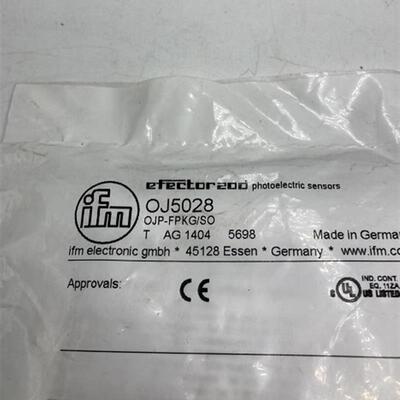 ifm
efector200 photoelectric sensors
OJ5028
OJP-FPKG/SO
T AG 1404 5698 Made in German
ifm electronic gmbh * 45128 Essen * Germany * www.ifm.co
Approvals: CE
c UL US LISTED
IND. CONT.
EQ. 11ZA